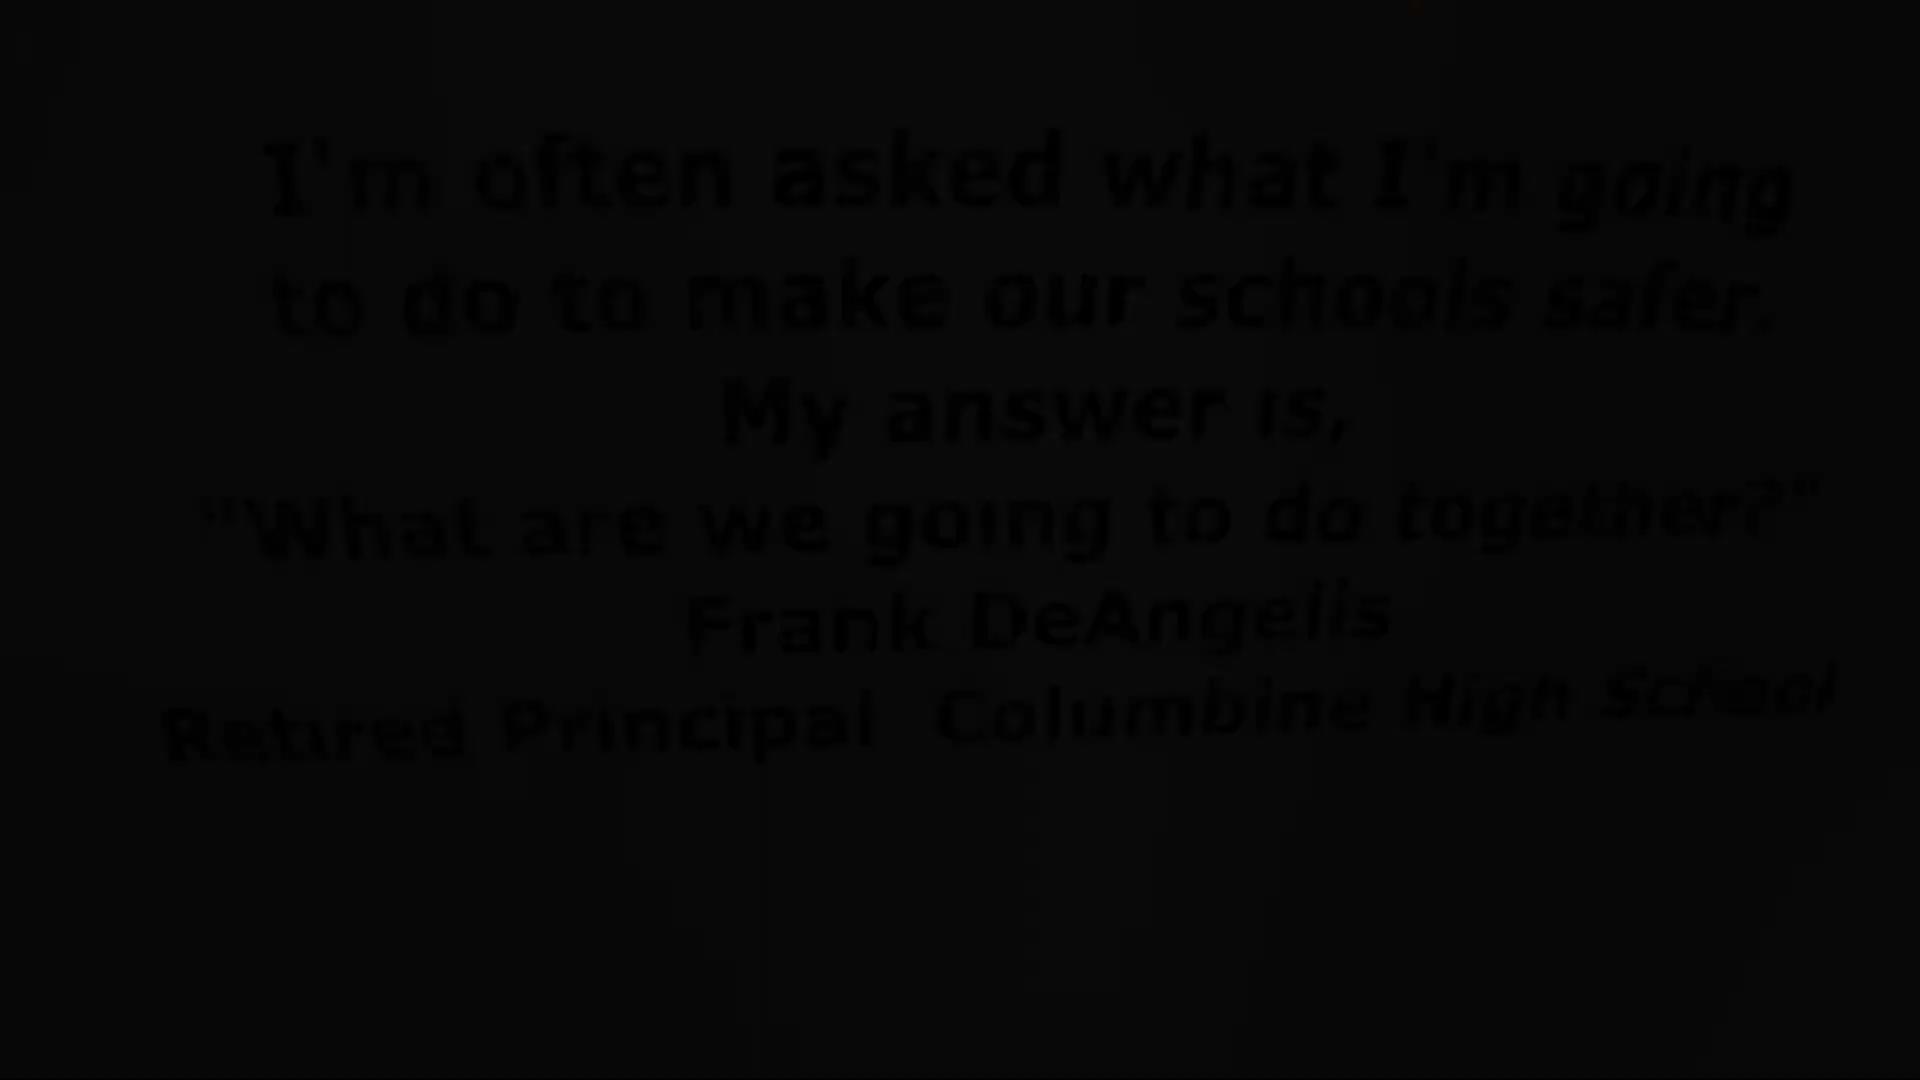 I'm often asked what I'm going
to do to make our schools safer.
My answer is,
"What are we going to do together?"
Frank DeAngelis
Retired Principal Columbine High School